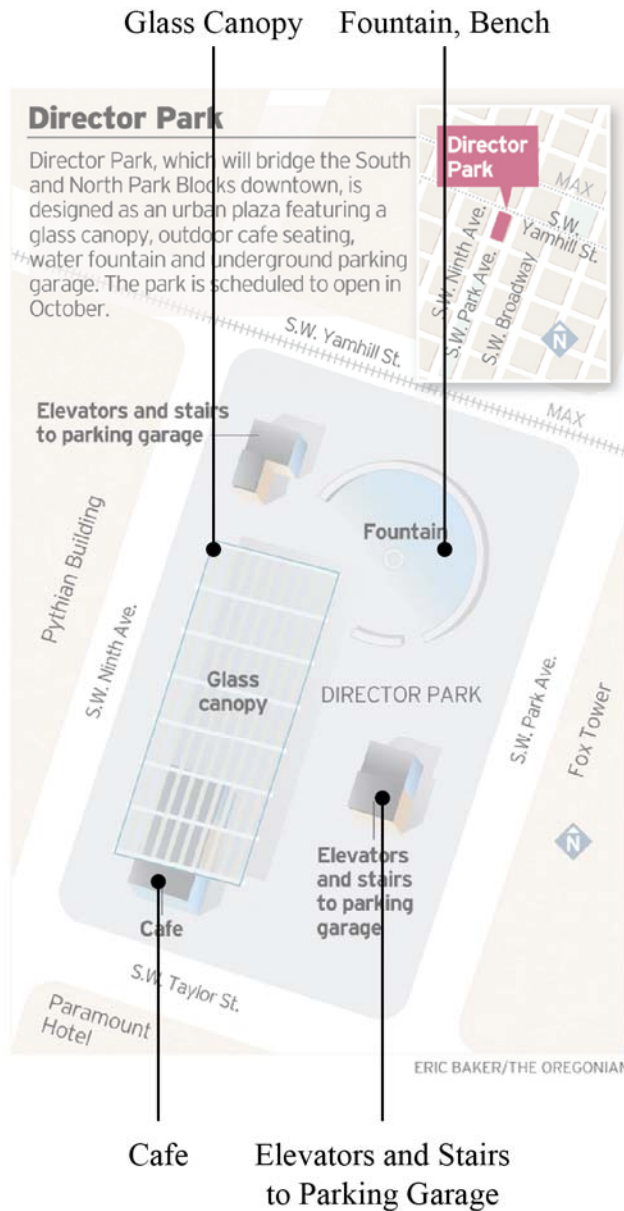 Glass Canopy
Fountain, Bench
Director Park
Director Park, which will bridge the South
and North Park Blocks downtown, is
designed as an urban plaza featuring a
glass canopy, outdoor cafe seating,
water fountain and underground parking
garage. The park is scheduled to open in
October.
Director
Park
MAX
S.W.
Yamhill St.
S.W. Ninth Ave.
S.W. Park Ave.
S.W. Broadway
N
S.W. Yamhill St.
MAX
Elevators and stairs
to parking garage
Fountain
Pythian Building
S.W. Ninth Ave.
Glass
canopy
DIRECTOR PARK
S.W. Park Ave.
Fox Tower
N
Elevators
and stairs
to parking
garage
Cafe
S.W. Taylor St.
Paramount
Hotel
ERIC BAKER/THE OREGONIAN
Cafe
Elevators and Stairs
to Parking Garage